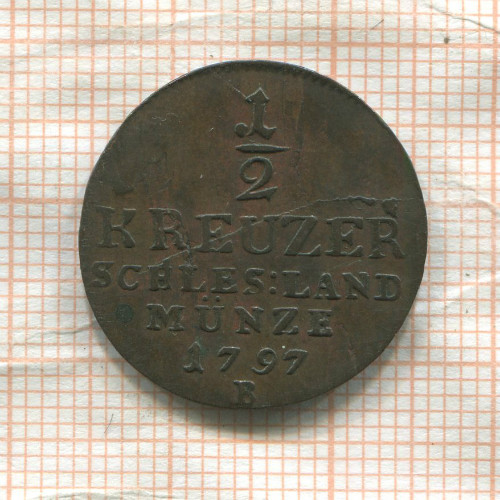 1
2
KREUZER
SCHLES:LAND
MÜNZE
1797
B